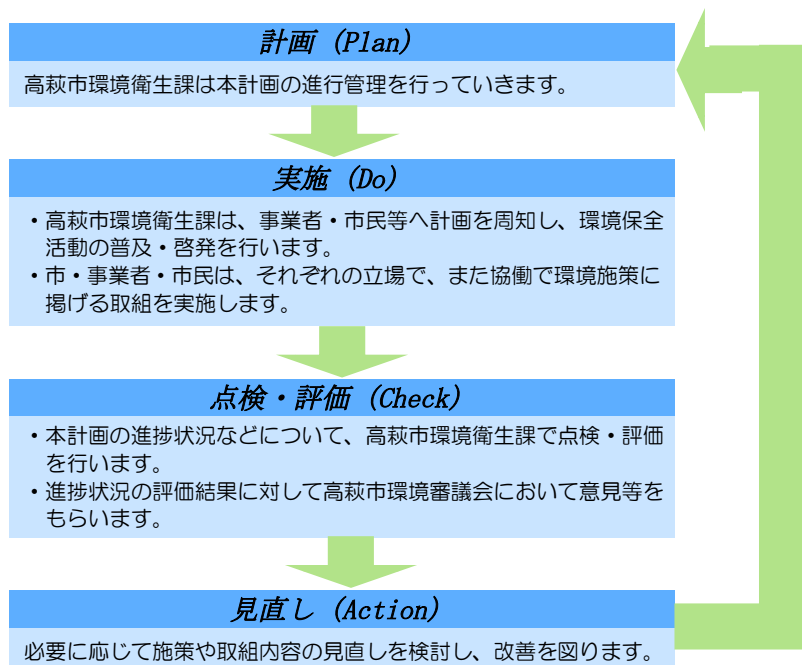 計画 (Plan)
高萩市環境衛生課は本計画の進行管理を行っていきます。
実施 (Do)
・高萩市環境衛生課は、事業者・市民等へ計画を周知し、環境保全
活動の普及・啓発を行います。
・市・事業者・市民は、それぞれの立場で、また協働で環境施策に
掲げる取組を実施します。
点検・評価 (Check)
・本計画の進捗状況などについて、高萩市環境衛生課で点検・評価
を行います。
・進捗状況の評価結果に対して高萩市環境審議会において意見等を
もらいます。
見直し (Action)
必要に応じて施策や取組内容の見直しを検討し、改善を図ります。